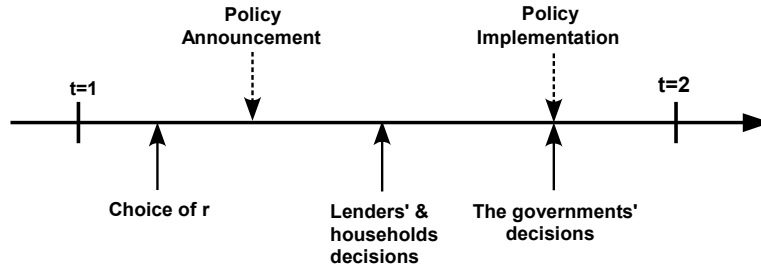 Policy
Announcement
Policy
Implementation
t=1
t=2
Choice of r
Lenders' &
households
decisions
The governments'
decisions